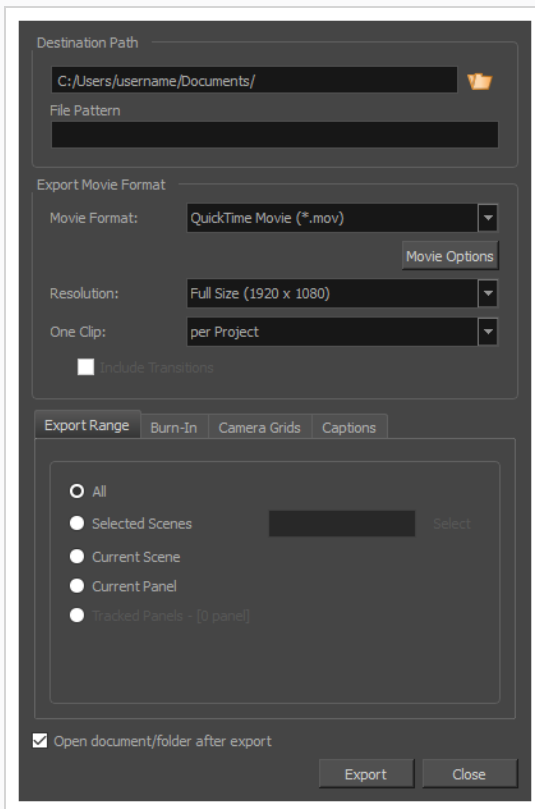 Destination Path
C:/Users/username/Documents/
File Pattern
Export Movie Format
Movie Format: QuickTime Movie (*.mov)
Movie Options
Resolution: Full Size (1920 x 1080)
One Clip: per Project
Include Transitions
Export Range Burn-In Camera Grids Captions
All
Selected Scenes Select
Current Scene
Current Panel
Tracked Panels - [0 panel]
Open document/folder after export
Export Close